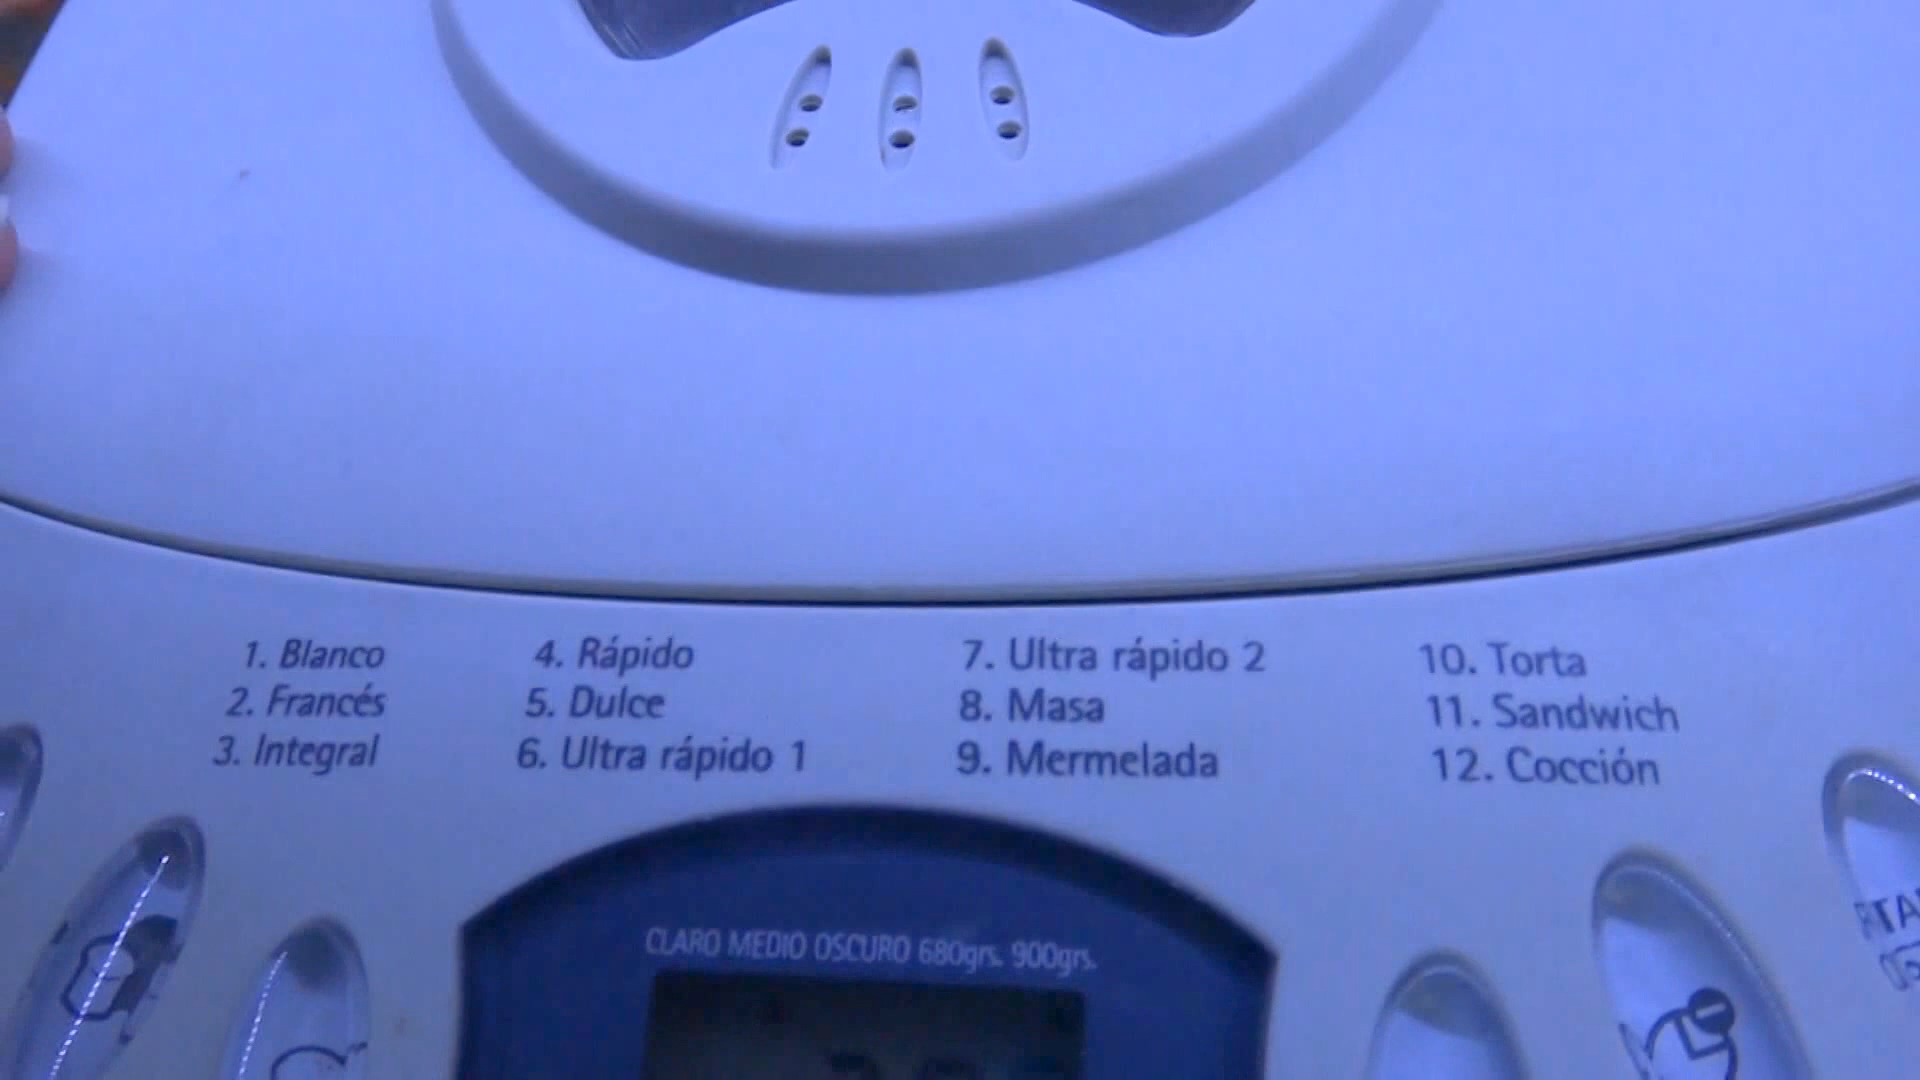 1. Blanco
2. Francés
3. Integral
4. Rápido
5. Dulce
6. Ultra rápido 1
7. Ultra rápido 2
8. Masa
9. Mermelada
10. Torta
11. Sandwich
12. Cocción
CLARO MEDIO OSCURO 680grs. 900grs.